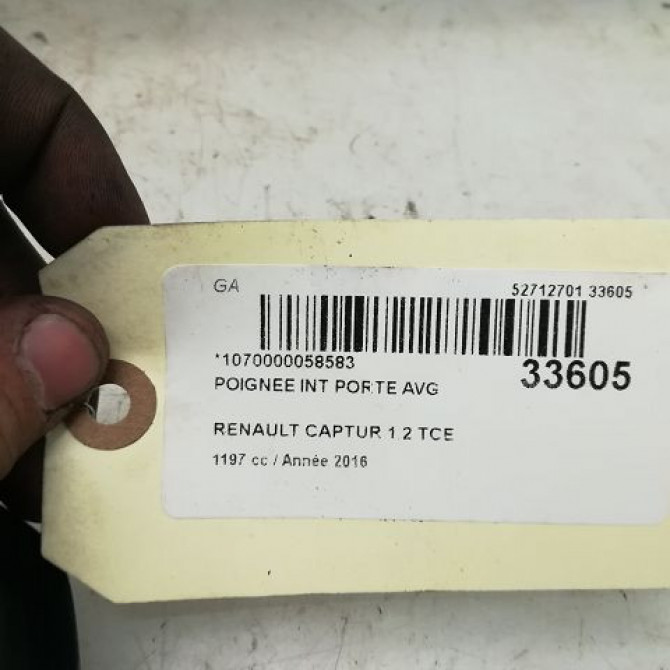 GA
52712701 33605
*1070000058583
33605
POIGNEE INT PORTE AVG
RENAULT CAPTUR 1.2 TCE
1197 cc / Année 2016